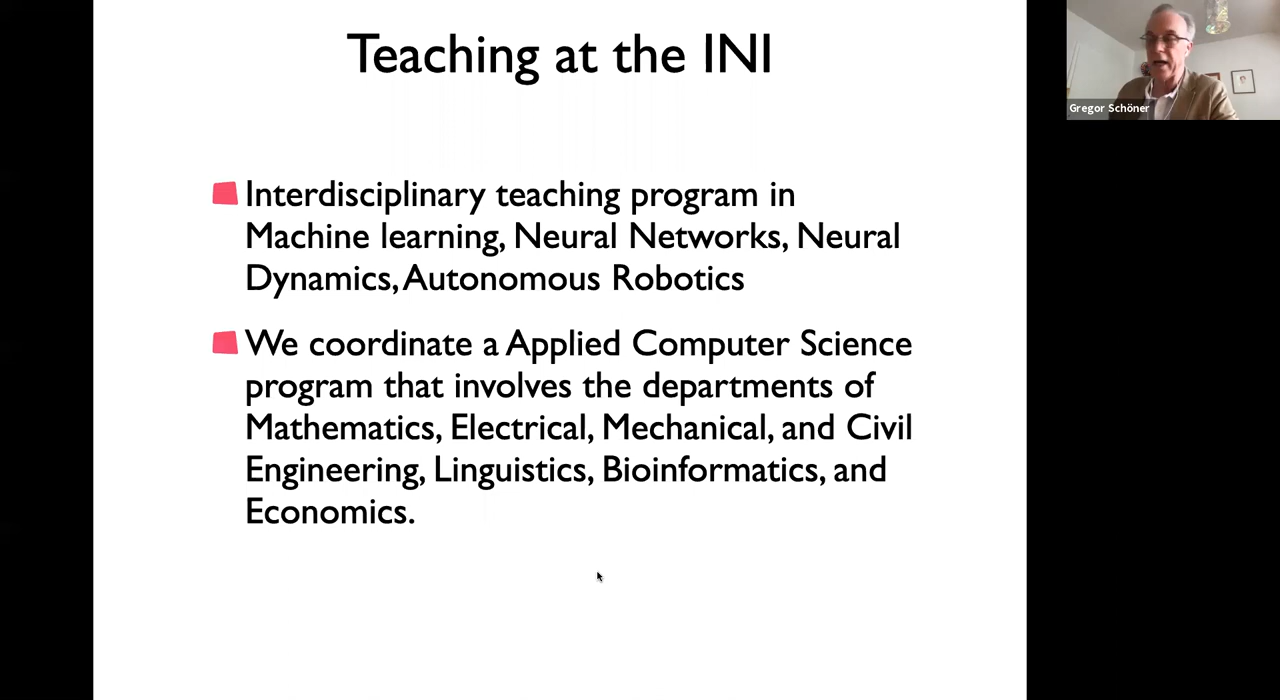 Teaching at the INI
Gregor Schöner
Interdisciplinary teaching program in
Machine learning, Neural Networks, Neural
Dynamics, Autonomous Robotics
We coordinate a Applied Computer Science
program that involves the departments of
Mathematics, Electrical, Mechanical, and Civil
Engineering, Linguistics, Bioinformatics, and
Economics.